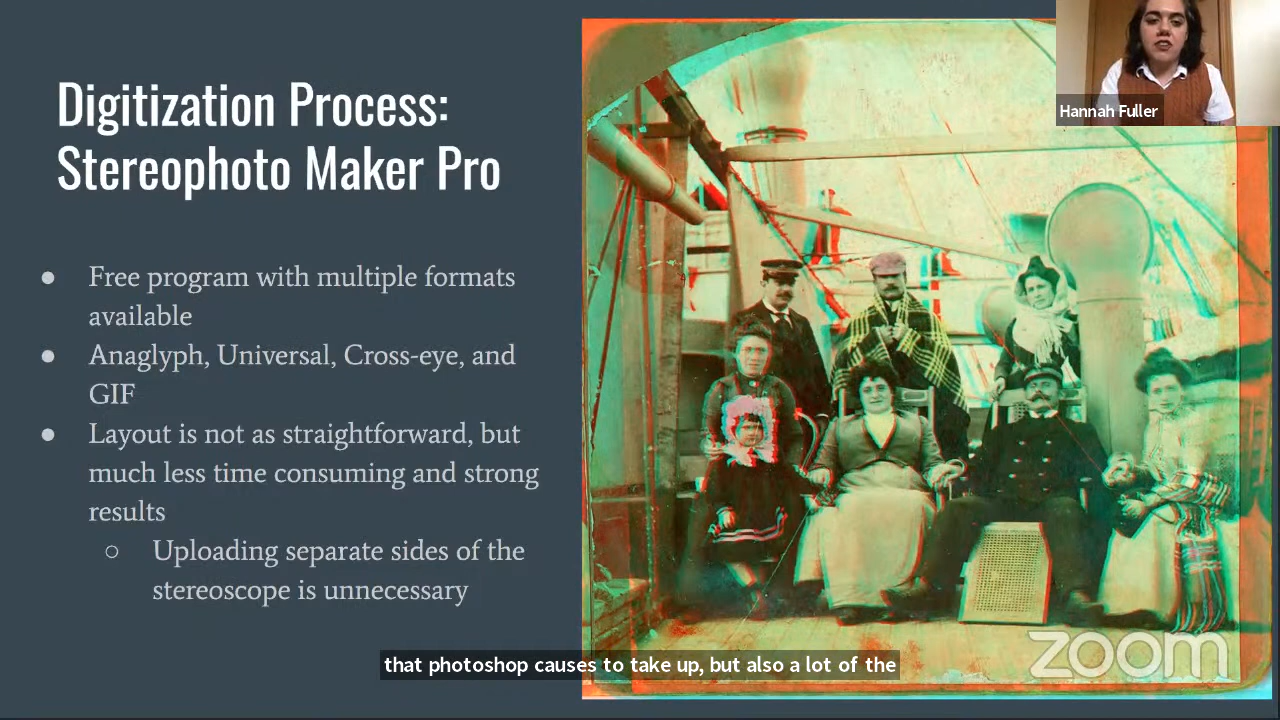 Digitization Process:
Stereophoto Maker Pro
● Free program with multiple formats
available
● Anaglyph, Universal, Cross-eye, and
GIF
● Layout is not as straightforward, but
much less time consuming and strong
results
○ Uploading separate sides of the
stereoscope is unnecessary
Hannah Fuller
that photoshop causes to take up, but also a lot of the
zoom